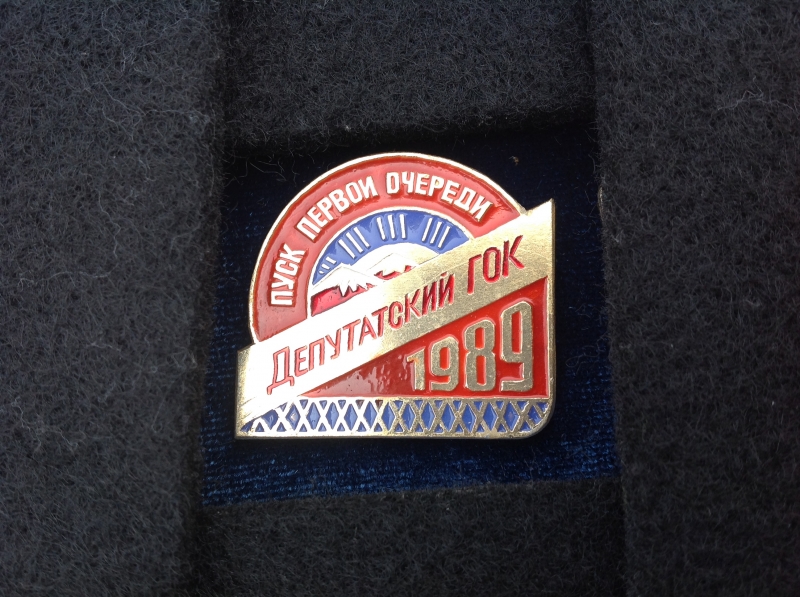 ПУСК ПЕРВОЙ ОЧЕРЕДИ
ДЕПУТАТСКИЙ ГОК
1989